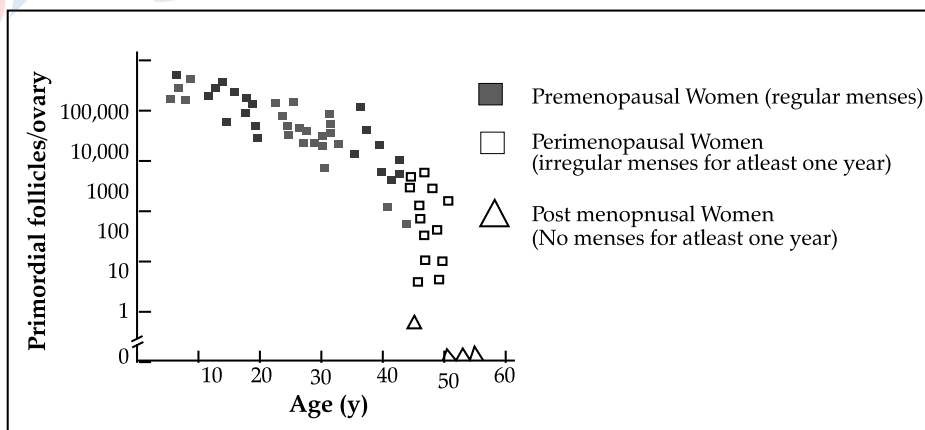 Primordial follicles/ovary
100,000
10,000
1000
100
10
1
0
10 20 30 40 50 60
Age (y)
Premenopausal Women (regular menses)
Perimenopausal Women
(irregular menses for atleast one year)
Post menopnusal Women
(No menses for atleast one year)